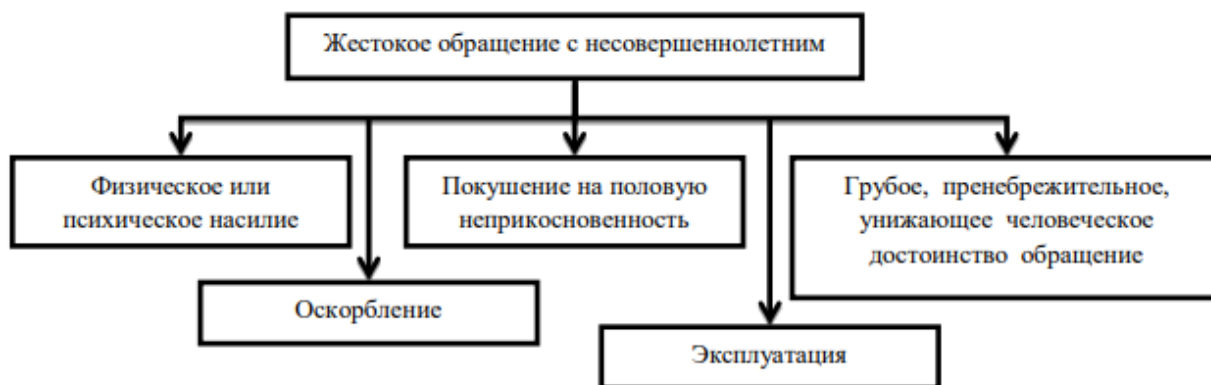 Жестокое обращение с несовершеннолетним
Физическое или
психическое насилие
Покушение на половую
неприкосновенность
Грубое, пренебрежительное,
унижающее человеческое
достоинство обращение
Оскорбление
Эксплуатация